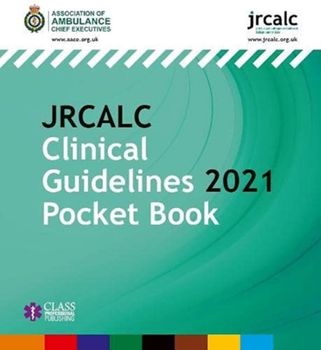 ASSOCIATION OF
AMBULANCE
CHIEF EXECUTIVES
www.aace.org.uk
jrcalc
www.jrcalc.org.uk
JRCALC
Clinical
Guidelines 2021
Pocket Book
CLASS
PROFESSIONAL
PUBLISHING